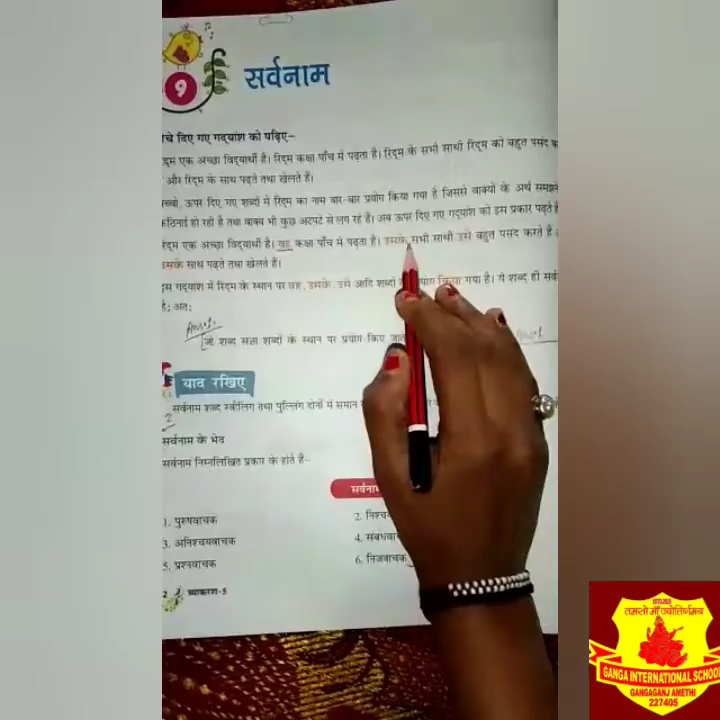 9
सर्वनाम
चे दिए गए गद्यांश को पढ़िए–
द्म एक अच्छा विद्यार्थी है। रिद्म कक्षा पाँच में पढ़ता है। रिद्म के सभी साथी रिद्म को बहुत पसंद
और रिद्म के साथ पढ़ते तथा खेलते हैं।
च्चो, ऊपर दिए गए शब्दों में रिद्म का नाम बार-बार प्रयोग किया गया है जिससे वाक्यों के अर्थ समझने
कठिनाई हो रही है तथा वाक्य भी कुछ अटपटे से लग रहे हैं। अब ऊपर दिए गए गद्यांश को इस प्रकार पढ़ते हैं
रिद्म एक अच्छा विद्यार्थी है। वह कक्षा पाँच में पढ़ता है। उसके सभी साथी उसे बहुत पसंद करते हैं
उसके साथ पढ़ते तथा खेलते हैं।
इस गद्यांश में रिद्म के स्थान पर वह, उसके, उसे आदि शब्दों किया गया है। ये शब्द ही
है; अतः
जो शब्द संज्ञा शब्दों के स्थान पर प्रयोग किए
याद रखिए
सर्वनाम शब्द स्त्रीलिंग तथा पुल्लिंग दोनों में समान
सर्वनाम के भेद
सर्वनाम निम्नलिखित प्रकार के होते हैं–
1. पुरुषवाचक
2.
3. अनिश्चयवाचक
4.
5. प्रश्नवाचक
6. निजवाचक
2 व्याकरण-5
तमसो माँ ज्योतिर्गमय
GANGA INTERNATIONAL SCHOOL
GANGAGANJ AMETHI
227405